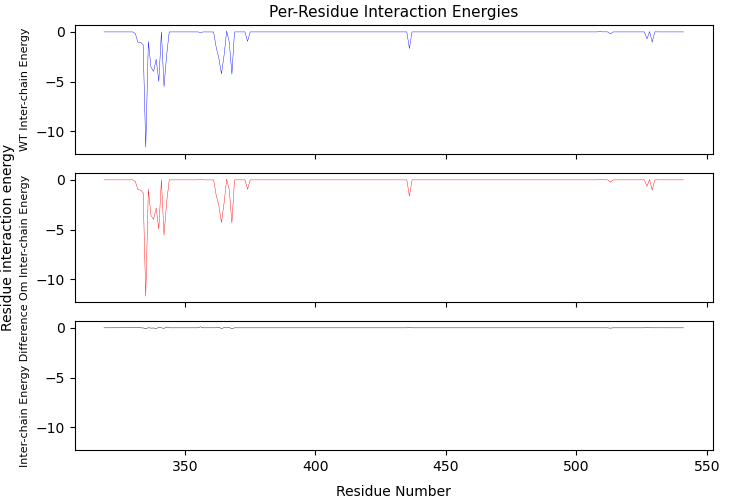 Per-Residue Interaction Energies
Residue interaction energy
WT Inter-chain Energy
0
−5
−10
Om Inter-chain Energy
0
−5
−10
Inter-chain Energy Difference
0
−5
−10
350
400
450
500
550
Residue Number